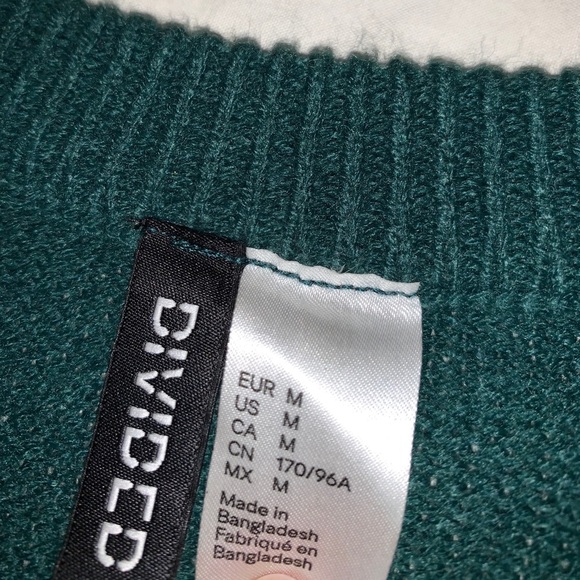 DIVIDED
EUR M
US M
CA M
CN 170/96A
MX M
Made in
Bangladesh
Fabriqué en
Bangladesh